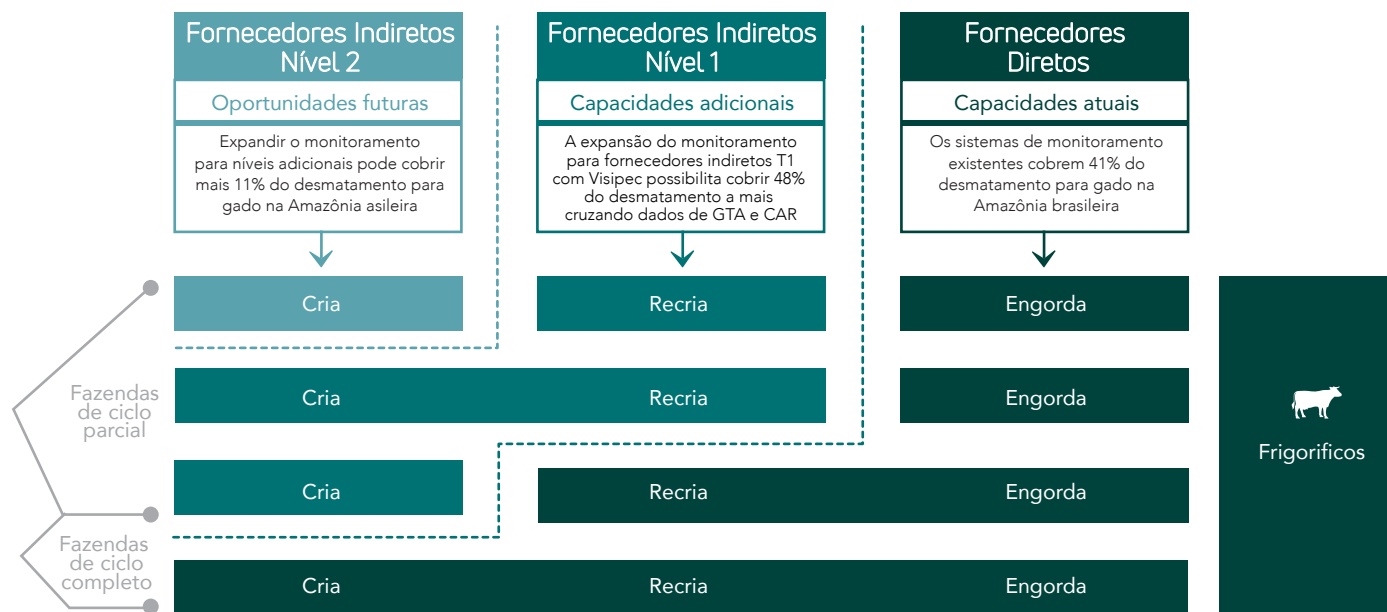 Fornecedores Indiretos
Nível 2
Oportunidades futuras
Expandir o monitoramento
para níveis adicionais pode cobrir
mais 11% do desmatamento para
gado na Amazônia asileira
Fornecedores Indiretos
Nível 1
Capacidades adicionais
A expansão do monitoramento
para fornecedores indiretos T1
com Visipec possibilita cobrir 48%
do desmatamento a mais
cruzando dados de GTA e CAR
Fornecedores
Diretos
Capacidades atuais
Os sistemas de monitoramento
existentes cobrem 41% do
desmatamento para gado na
Amazônia brasileira
Fazendas
de ciclo
parcial
Cria
Recria
Engorda
Cria
Recria
Engorda
Cria
Recria
Engorda
Fazendas
de ciclo
completo
Cria
Recria
Engorda
Frigorificos